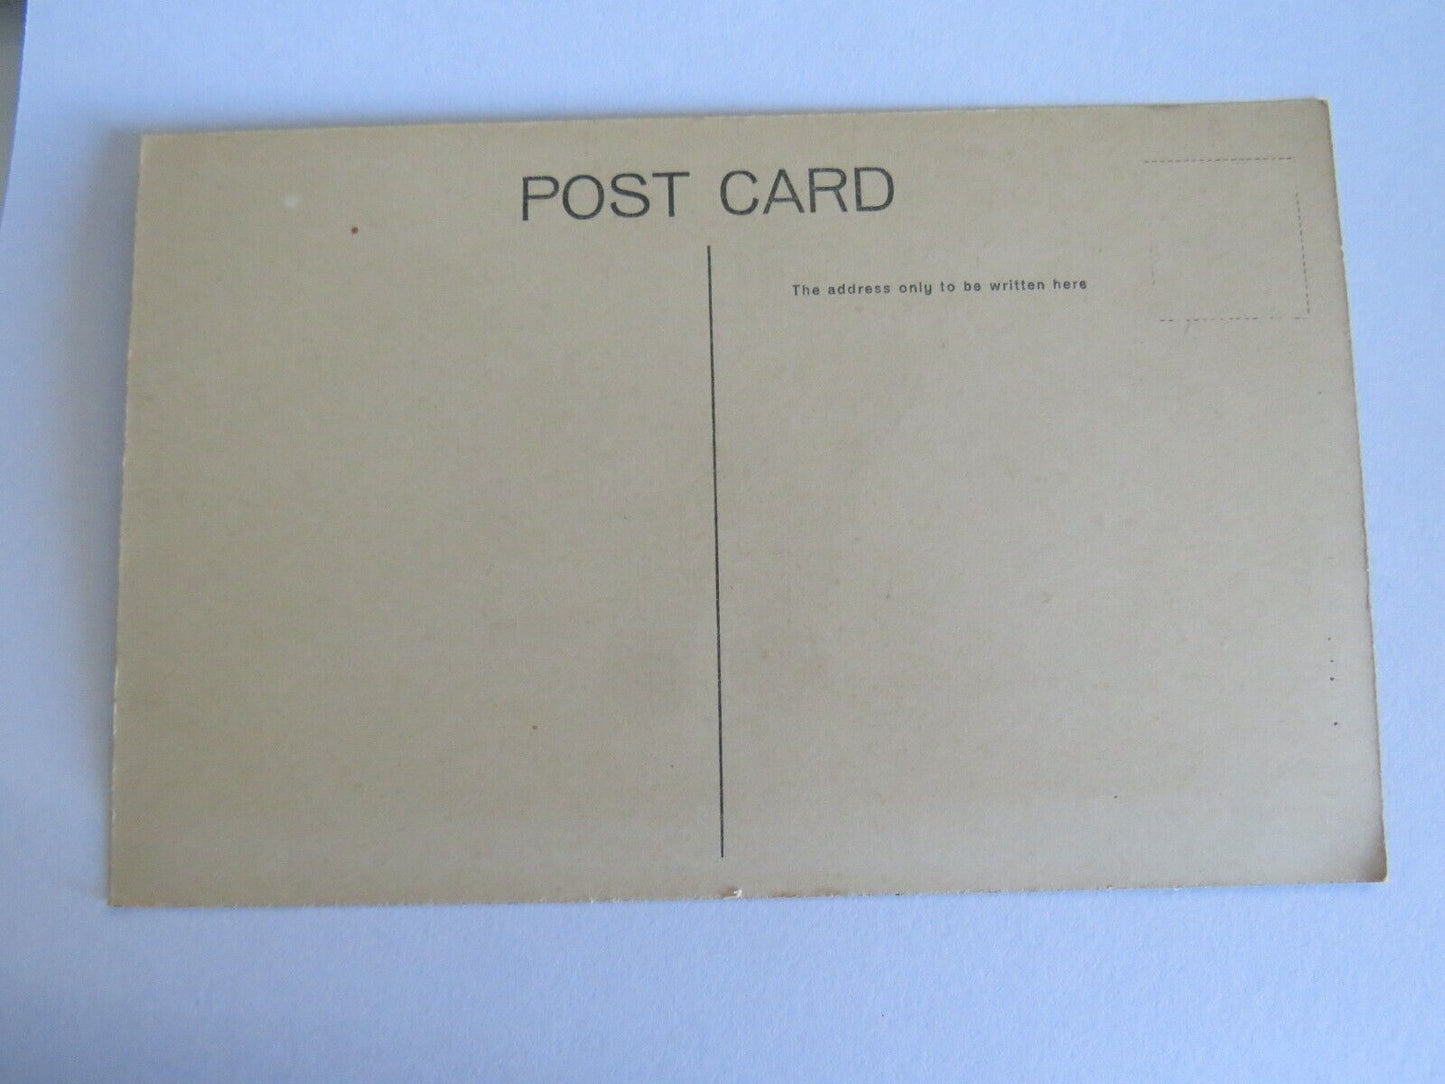 POST CARD
The address only to be written here